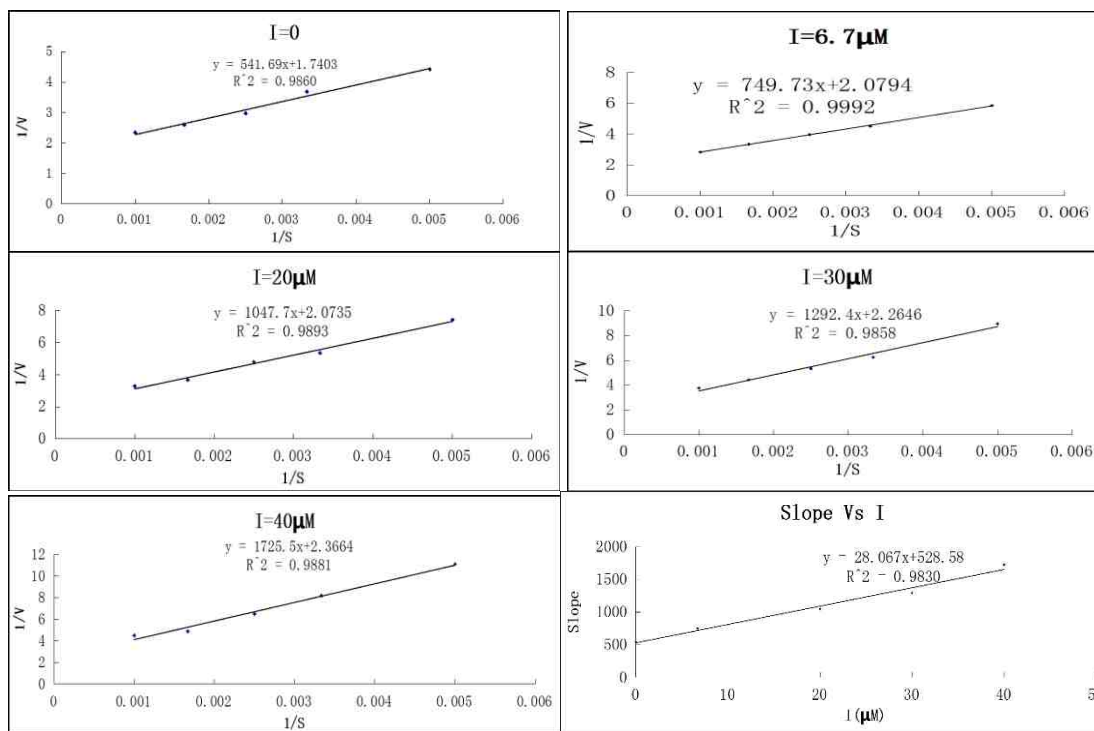 I=0
y = 541.69x+1.7403
R^2 = 0.9860
5
4
3
2
1
0
1/V
0
0.001
0.002
0.003
0.004
0.005
0.006
1/S
I=6.7μM
y = 749.73x+2.0794
R^2 = 0.9992
8
6
4
2
0
1/V
0
0.001
0.002
0.003
0.004
0.005
0.006
1/S
I=20μM
y = 1047.7x+2.0735
R^2 = 0.9893
8
6
4
2
0
1/V
0
0.001
0.002
0.003
0.004
0.005
0.006
1/S
I=30μM
y = 1292.4x+2.2646
R^2 = 0.9858
10
8
6
4
2
0
1/V
0
0.001
0.002
0.003
0.004
0.005
0.006
1/S
I=40μM
y = 1725.5x+2.3664
R^2 = 0.9881
12
10
8
6
4
2
0
1/V
0
0.001
0.002
0.003
0.004
0.005
0.006
1/S
Slope Vs I
y = 28.067x+528.58
R^2 = 0.9830
2000
1500
1000
500
0
Slope
0
10
20
30
40
I(μM)